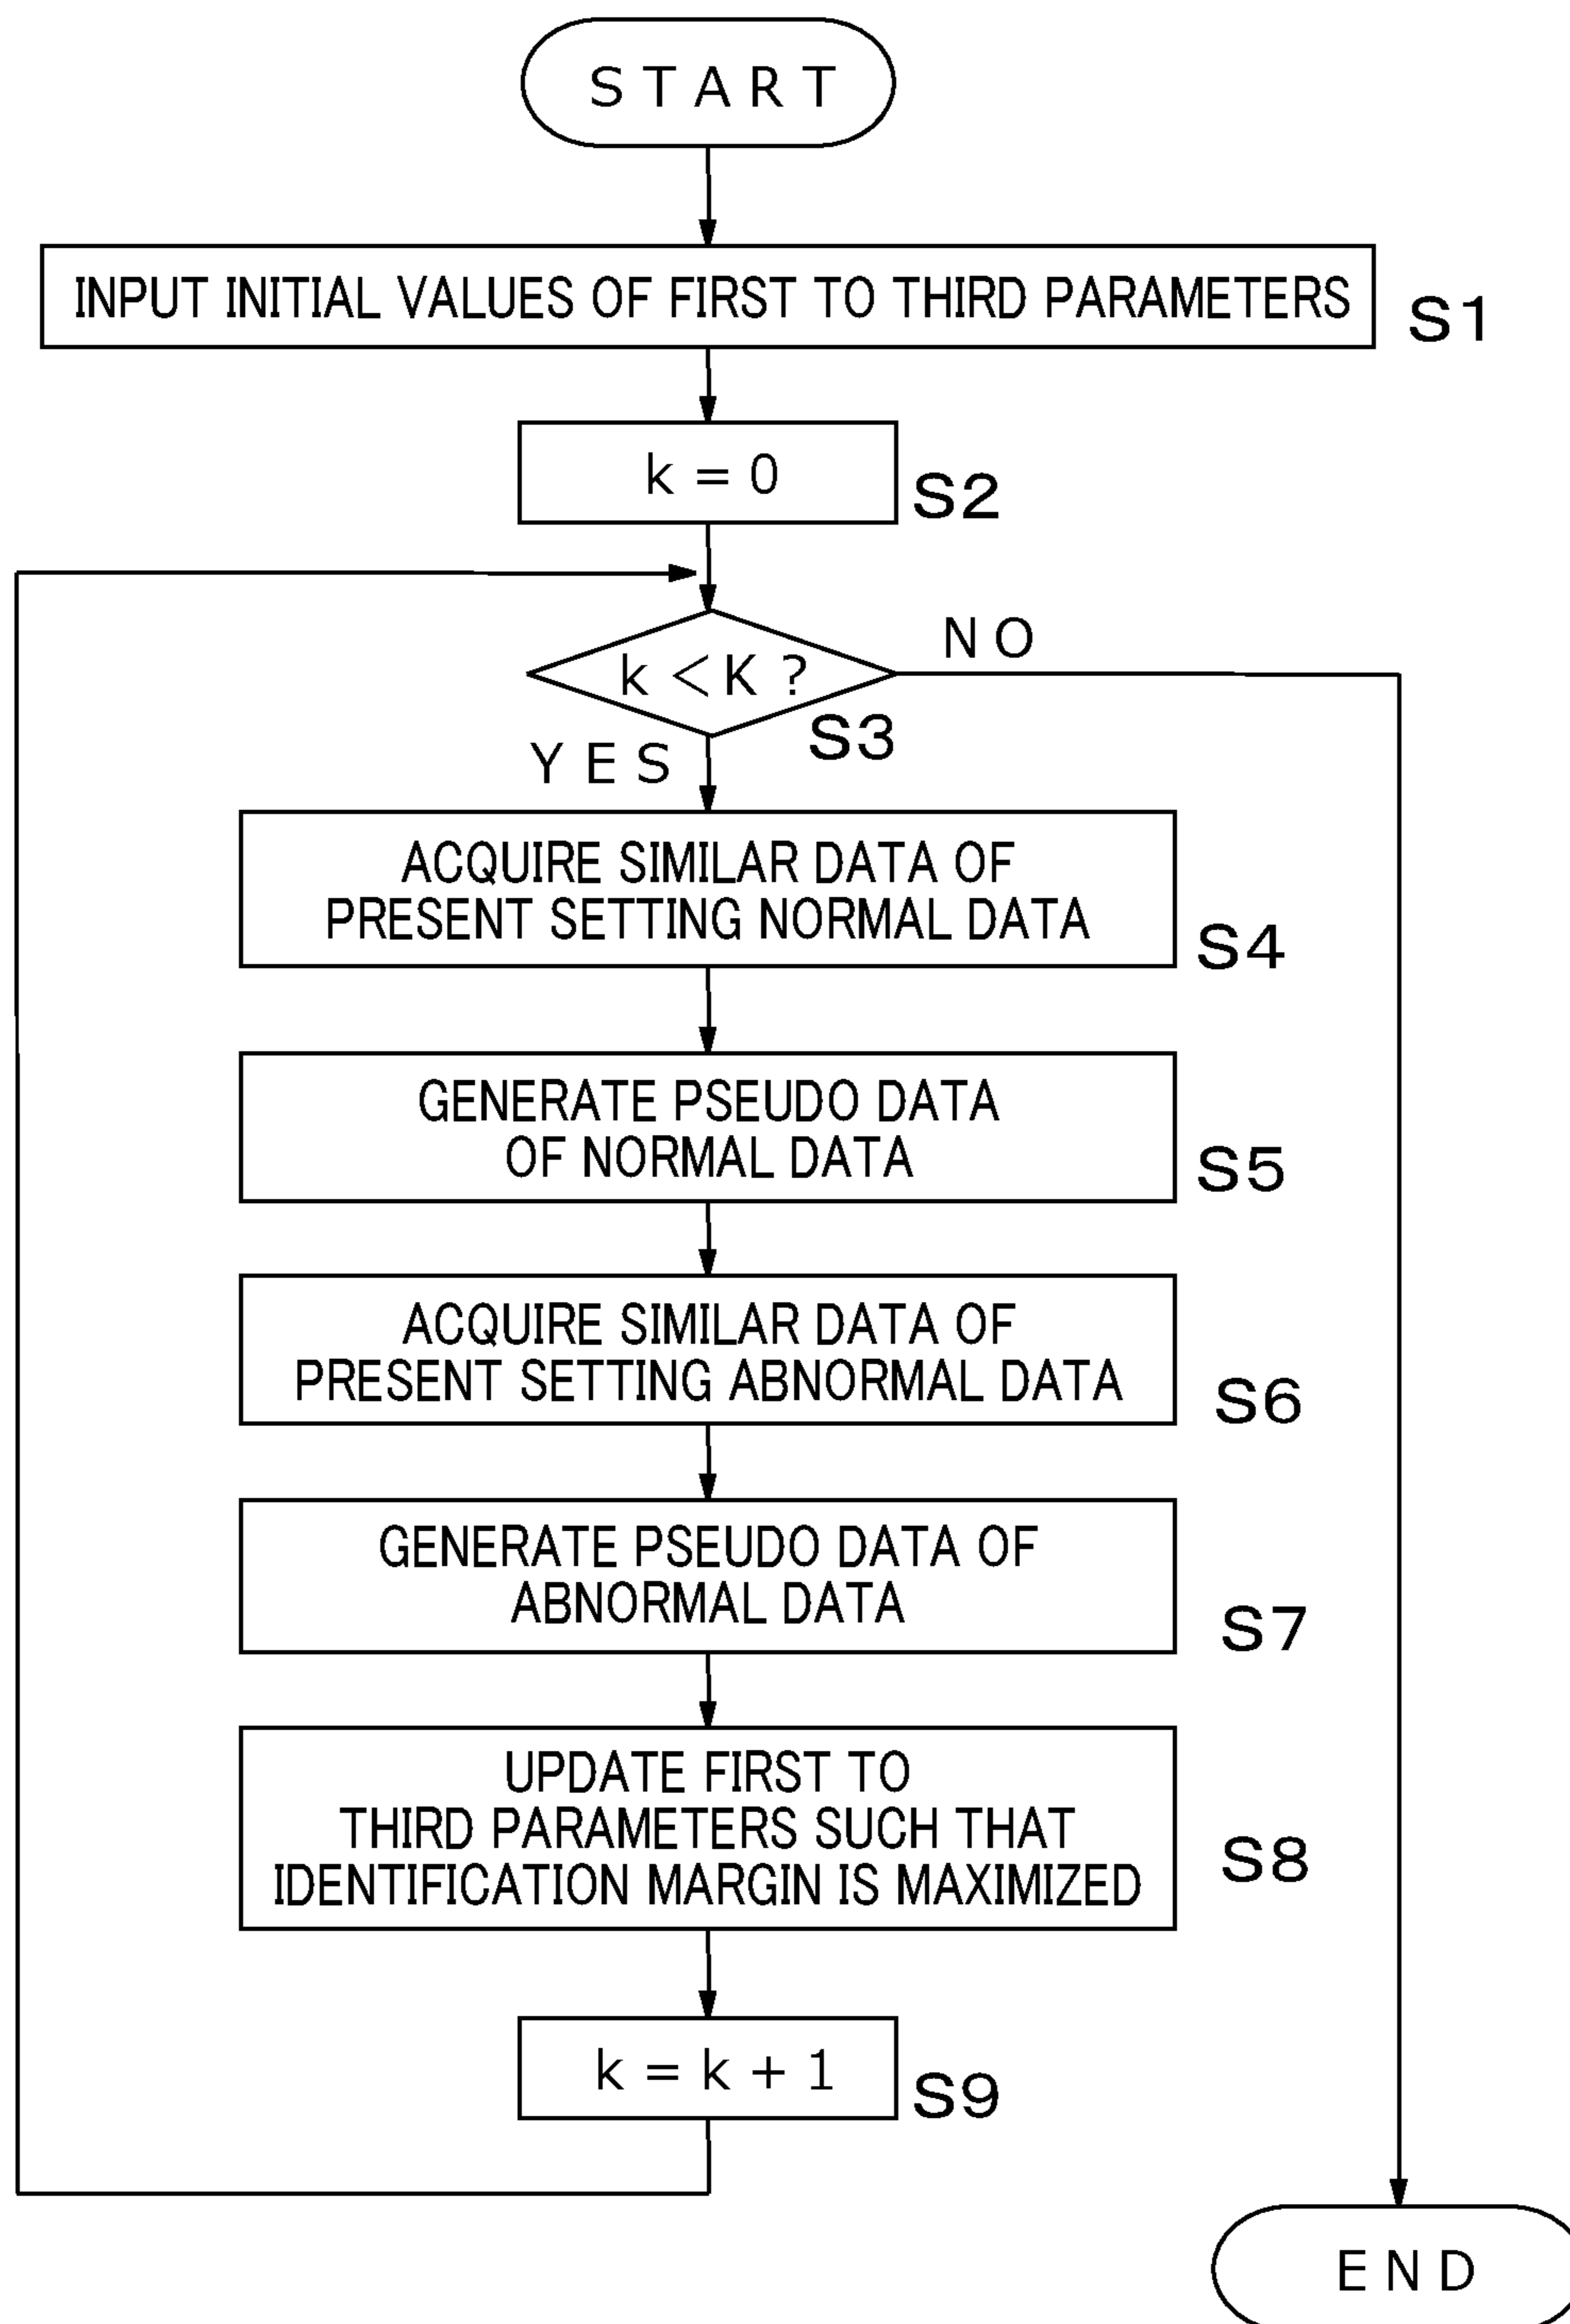 START
INPUT INITIAL VALUES OF FIRST TO THIRD PARAMETERS
S1
k = 0
S2
k < K ?
NO
S3
YES
ACQUIRE SIMILAR DATA OF
PRESENT SETTING NORMAL DATA
S4
GENERATE PSEUDO DATA
OF NORMAL DATA
S5
ACQUIRE SIMILAR DATA OF
PRESENT SETTING ABNORMAL DATA
S6
GENERATE PSEUDO DATA OF
ABNORMAL DATA
S7
UPDATE FIRST TO
THIRD PARAMETERS SUCH THAT
IDENTIFICATION MARGIN IS MAXIMIZED
S8
k = k + 1
S9
END